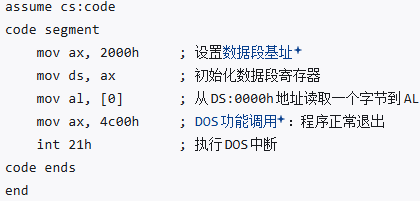 assume cs:code
code segment
    mov ax, 2000h    ; 设置数据段基址
    mov ds, ax       ; 初始化数据段寄存器
    mov al, [0]      ; 从DS:0000h地址读取一个字节到AL
    mov ax, 4c00h    ; DOS功能调用：程序正常退出
    int 21h          ; 执行DOS中断
code ends
end